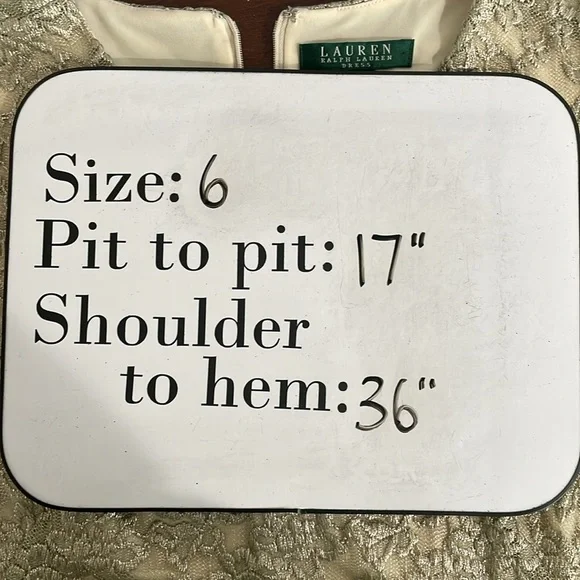 LAUREN
RALPH LAUREN
DRESS
Size: 6
Pit to pit: 17"
Shoulder
to hem: 36"